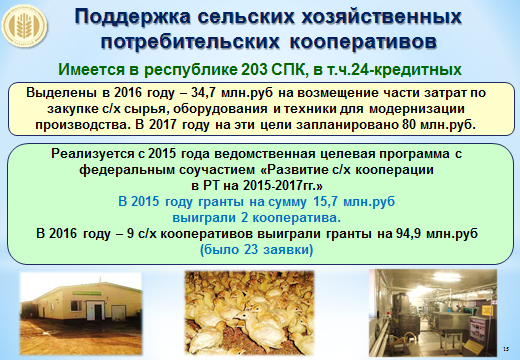 Поддержка сельских хозяйственных
потребительских кооперативов
Имеется в республике 203 СПК, в т.ч.24-кредитных
Выделены в 2016 году – 34,7 млн.руб на возмещение части затрат по
закупке с/х сырья, оборудования и техники для модернизации
производства. В 2017 году на эти цели запланировано 80 млн.руб.
Реализуется с 2015 года ведомственная целевая программа с
федеральным соучастием «Развитие с/х кооперации
в РТ на 2015-2017гг.»
В 2015 году гранты на сумму 15,7 млн.руб
выиграли 2 кооператива.
В 2016 году – 9 с/х кооперативов выиграли гранты на 94,9 млн.руб
(было 23 заявки)
15